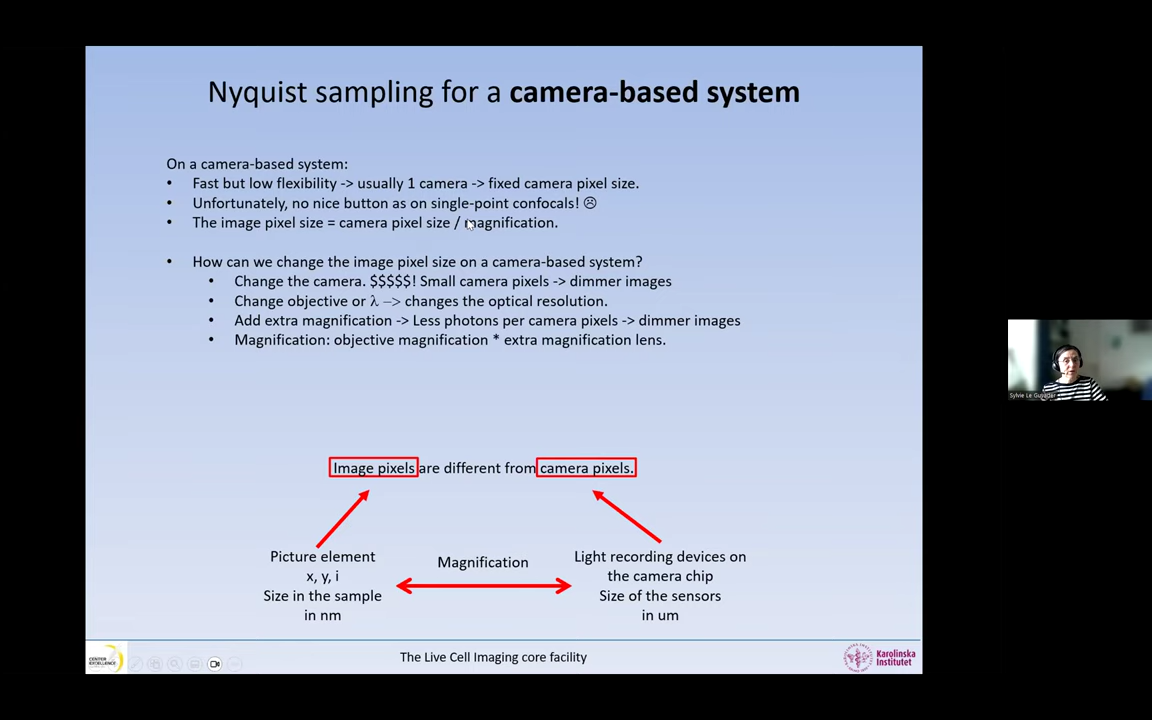 Nyquist sampling for a camera-based system
On a camera-based system:
• Fast but low flexibility -> usually 1 camera -> fixed camera pixel size.
• Unfortunately, no nice button as on single-point confocals! ☹
• The image pixel size = camera pixel size / magnification.
• How can we change the image pixel size on a camera-based system?
• Change the camera. $$$$$! Small camera pixels -> dimmer images
• Change objective or λ –> changes the optical resolution.
• Add extra magnification -> Less photons per camera pixels -> dimmer images
• Magnification: objective magnification * extra magnification lens.
Image pixels are different from camera pixels.
Picture element
x, y, i
Size in the sample
in nm
Magnification
Light recording devices on
the camera chip
Size of the sensors
in um
The Live Cell Imaging core facility
Karolinska
Institutet
Sylvie Le Guyader